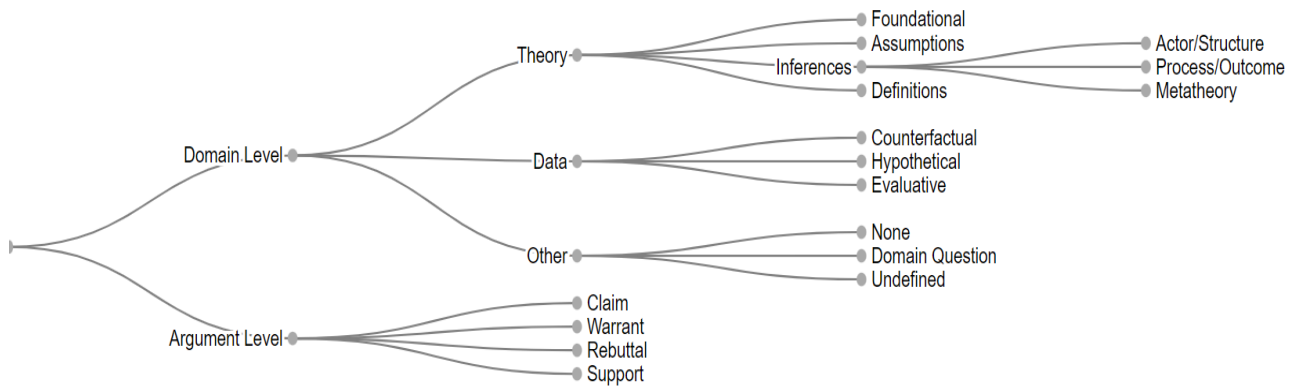 Foundational
Theory
Assumptions
Actor/Structure
Inferences
Process/Outcome
Definitions
Metatheory
Counterfactual
Domain Level
Data
Hypothetical
Evaluative
None
Other
Domain Question
Undefined
Claim
Warrant
Argument Level
Rebuttal
Support